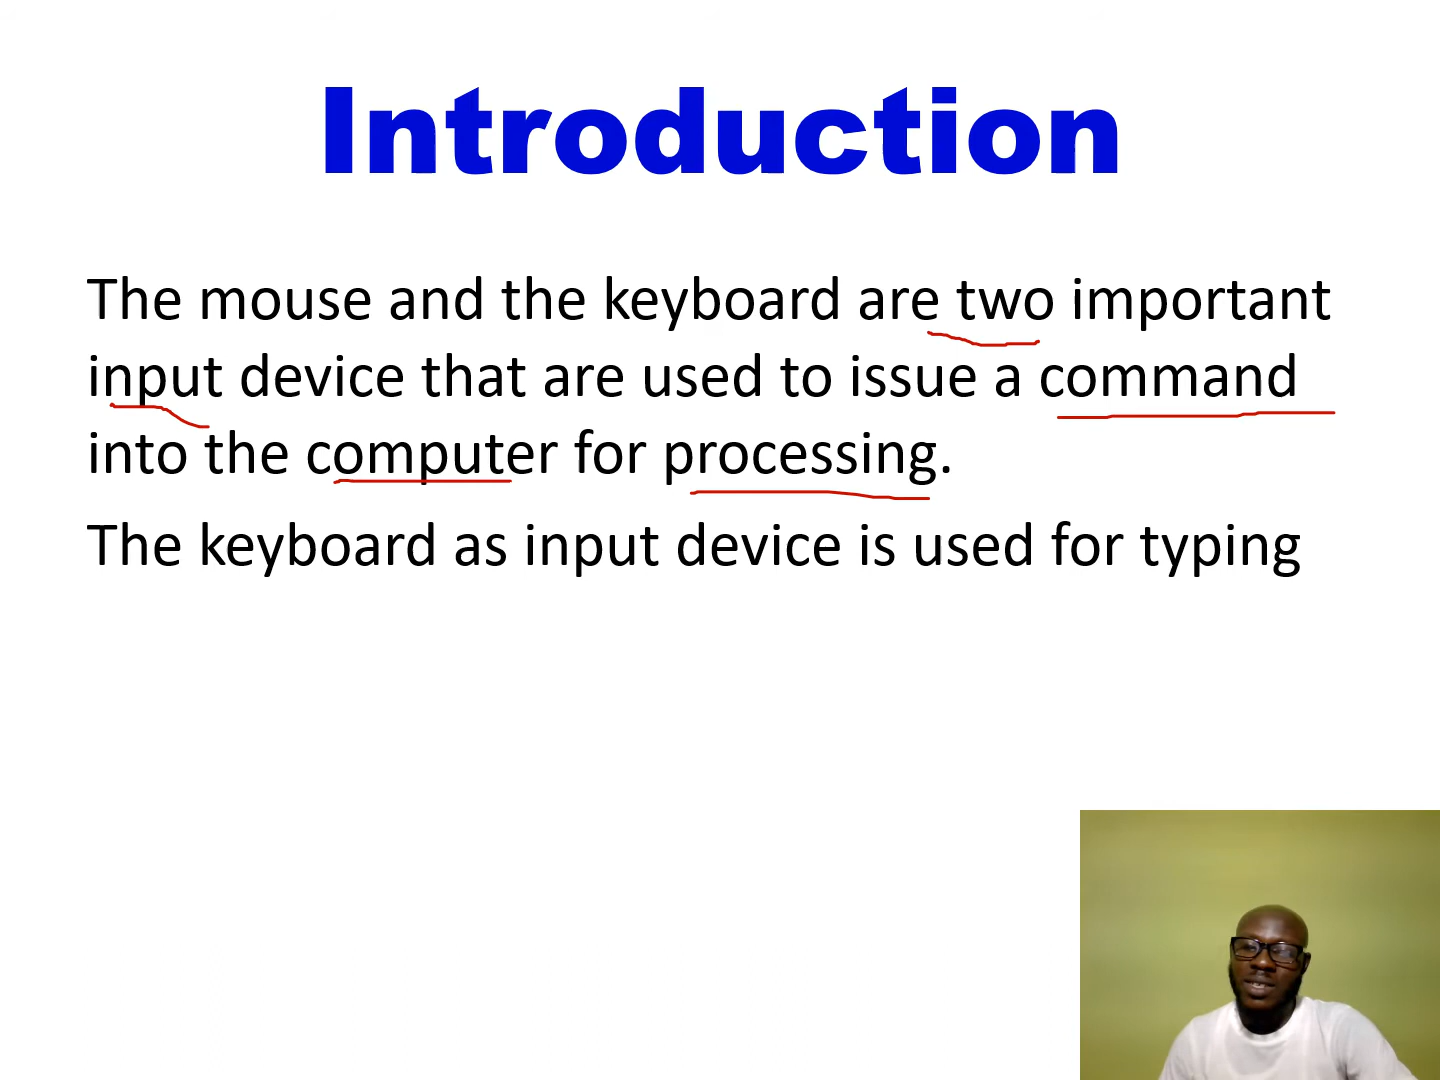 Introduction
The mouse and the keyboard are two important
input device that are used to issue a command
into the computer for processing.
The keyboard as input device is used for typing